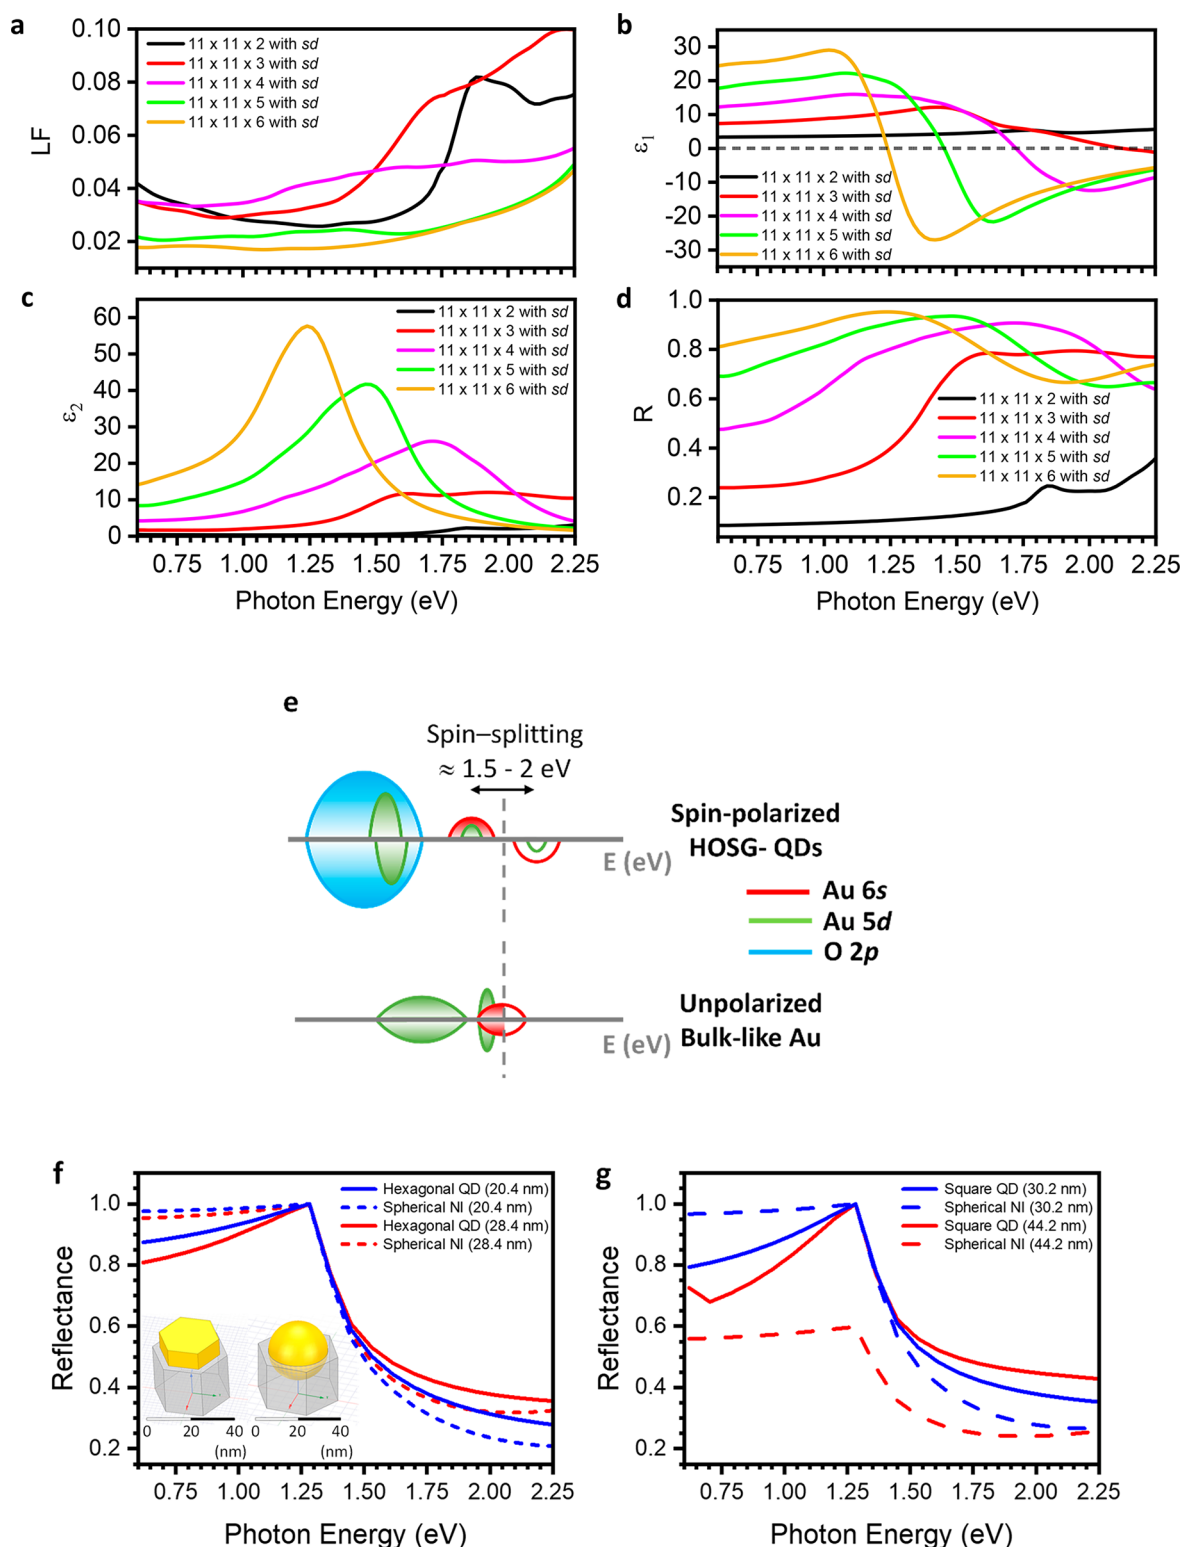 a
0.10
0.08
0.06
0.04
0.02
LF
11 x 11 x 2 with sd
11 x 11 x 3 with sd
11 x 11 x 4 with sd
11 x 11 x 5 with sd
11 x 11 x 6 with sd
b
30
20
10
0
-10
-20
-30
ε1
11 x 11 x 2 with sd
11 x 11 x 3 with sd
11 x 11 x 4 with sd
11 x 11 x 5 with sd
11 x 11 x 6 with sd
c
60
50
40
30
20
10
0
ε2
11 x 11 x 2 with sd
11 x 11 x 3 with sd
11 x 11 x 4 with sd
11 x 11 x 5 with sd
11 x 11 x 6 with sd
0.75 1.00 1.25 1.50 1.75 2.00 2.25
Photon Energy (eV)
d
1.0
0.8
0.6
0.4
0.2
R
11 x 11 x 2 with sd
11 x 11 x 3 with sd
11 x 11 x 4 with sd
11 x 11 x 5 with sd
11 x 11 x 6 with sd
0.75 1.00 1.25 1.50 1.75 2.00 2.25
Photon Energy (eV)
e
Spin–splitting
≈ 1.5 - 2 eV
E (eV)
Spin-polarized
HOSG- QDs
Au 6s
Au 5d
O 2p
E (eV)
Unpolarized
Bulk-like Au
f
1.0
0.8
0.6
0.4
0.2
Reflectance
Hexagonal QD (20.4 nm)
Spherical NI (20.4 nm)
Hexagonal QD (28.4 nm)
Spherical NI (28.4 nm)
0 20 40
(nm)
0 20 40
(nm)
0.75 1.00 1.25 1.50 1.75 2.00 2.25
Photon Energy (eV)
g
1.0
0.8
0.6
0.4
0.2
Reflectance
Square QD (30.2 nm)
Spherical NI (30.2 nm)
Square QD (44.2 nm)
Spherical NI (44.2 nm)
0.75 1.00 1.25 1.50 1.75 2.00 2.25
Photon Energy (eV)